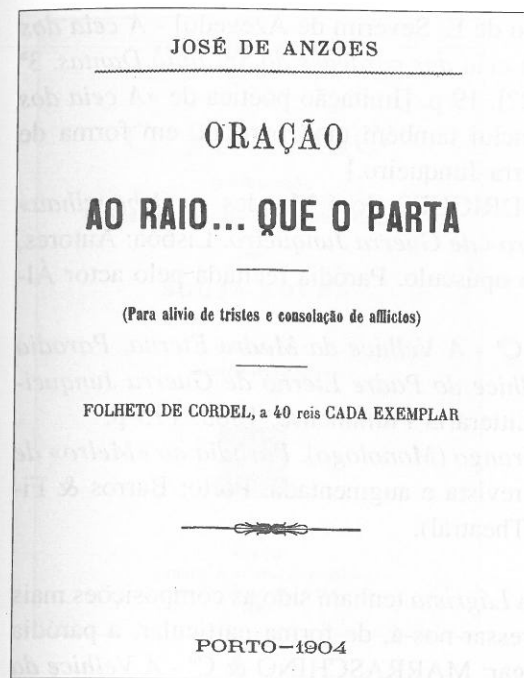 JOSÉ DE ANZOES
ORAÇÃO
AO RAIO... QUE O PARTA
(Para alivio de tristes e consolação de afflictos)
FOLHETO DE CORDEL, a 40 reis CADA EXEMPLAR
PORTO—1904